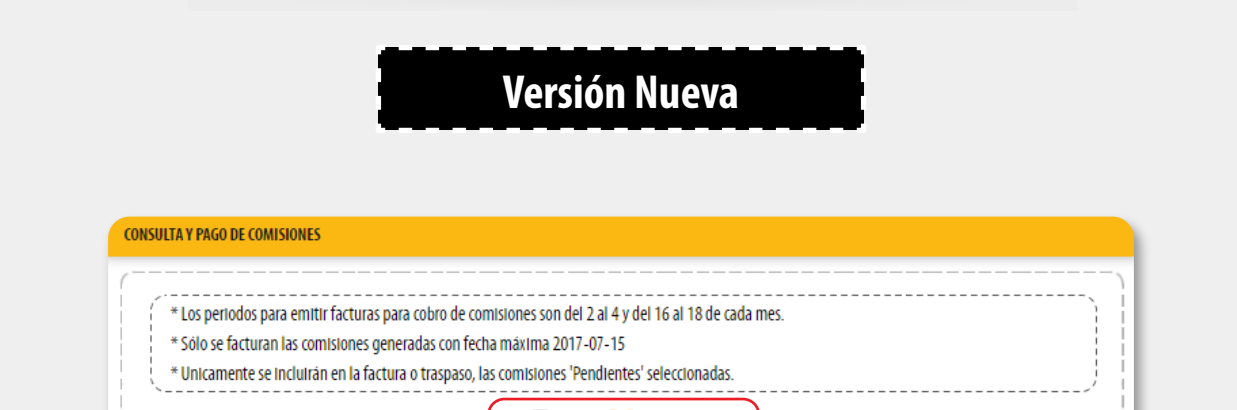 Versión Nueva
CONSULTA Y PAGO DE COMISIONES
* Los periodos para emitir facturas para cobro de comisiones son del 2 al 4 y del 16 al 18 de cada mes.
* Sólo se facturan las comisiones generadas con fecha máxima 2017-07-15
* Unicamente se incluirán en la factura o traspaso, las comisiones 'Pendientes' seleccionadas.